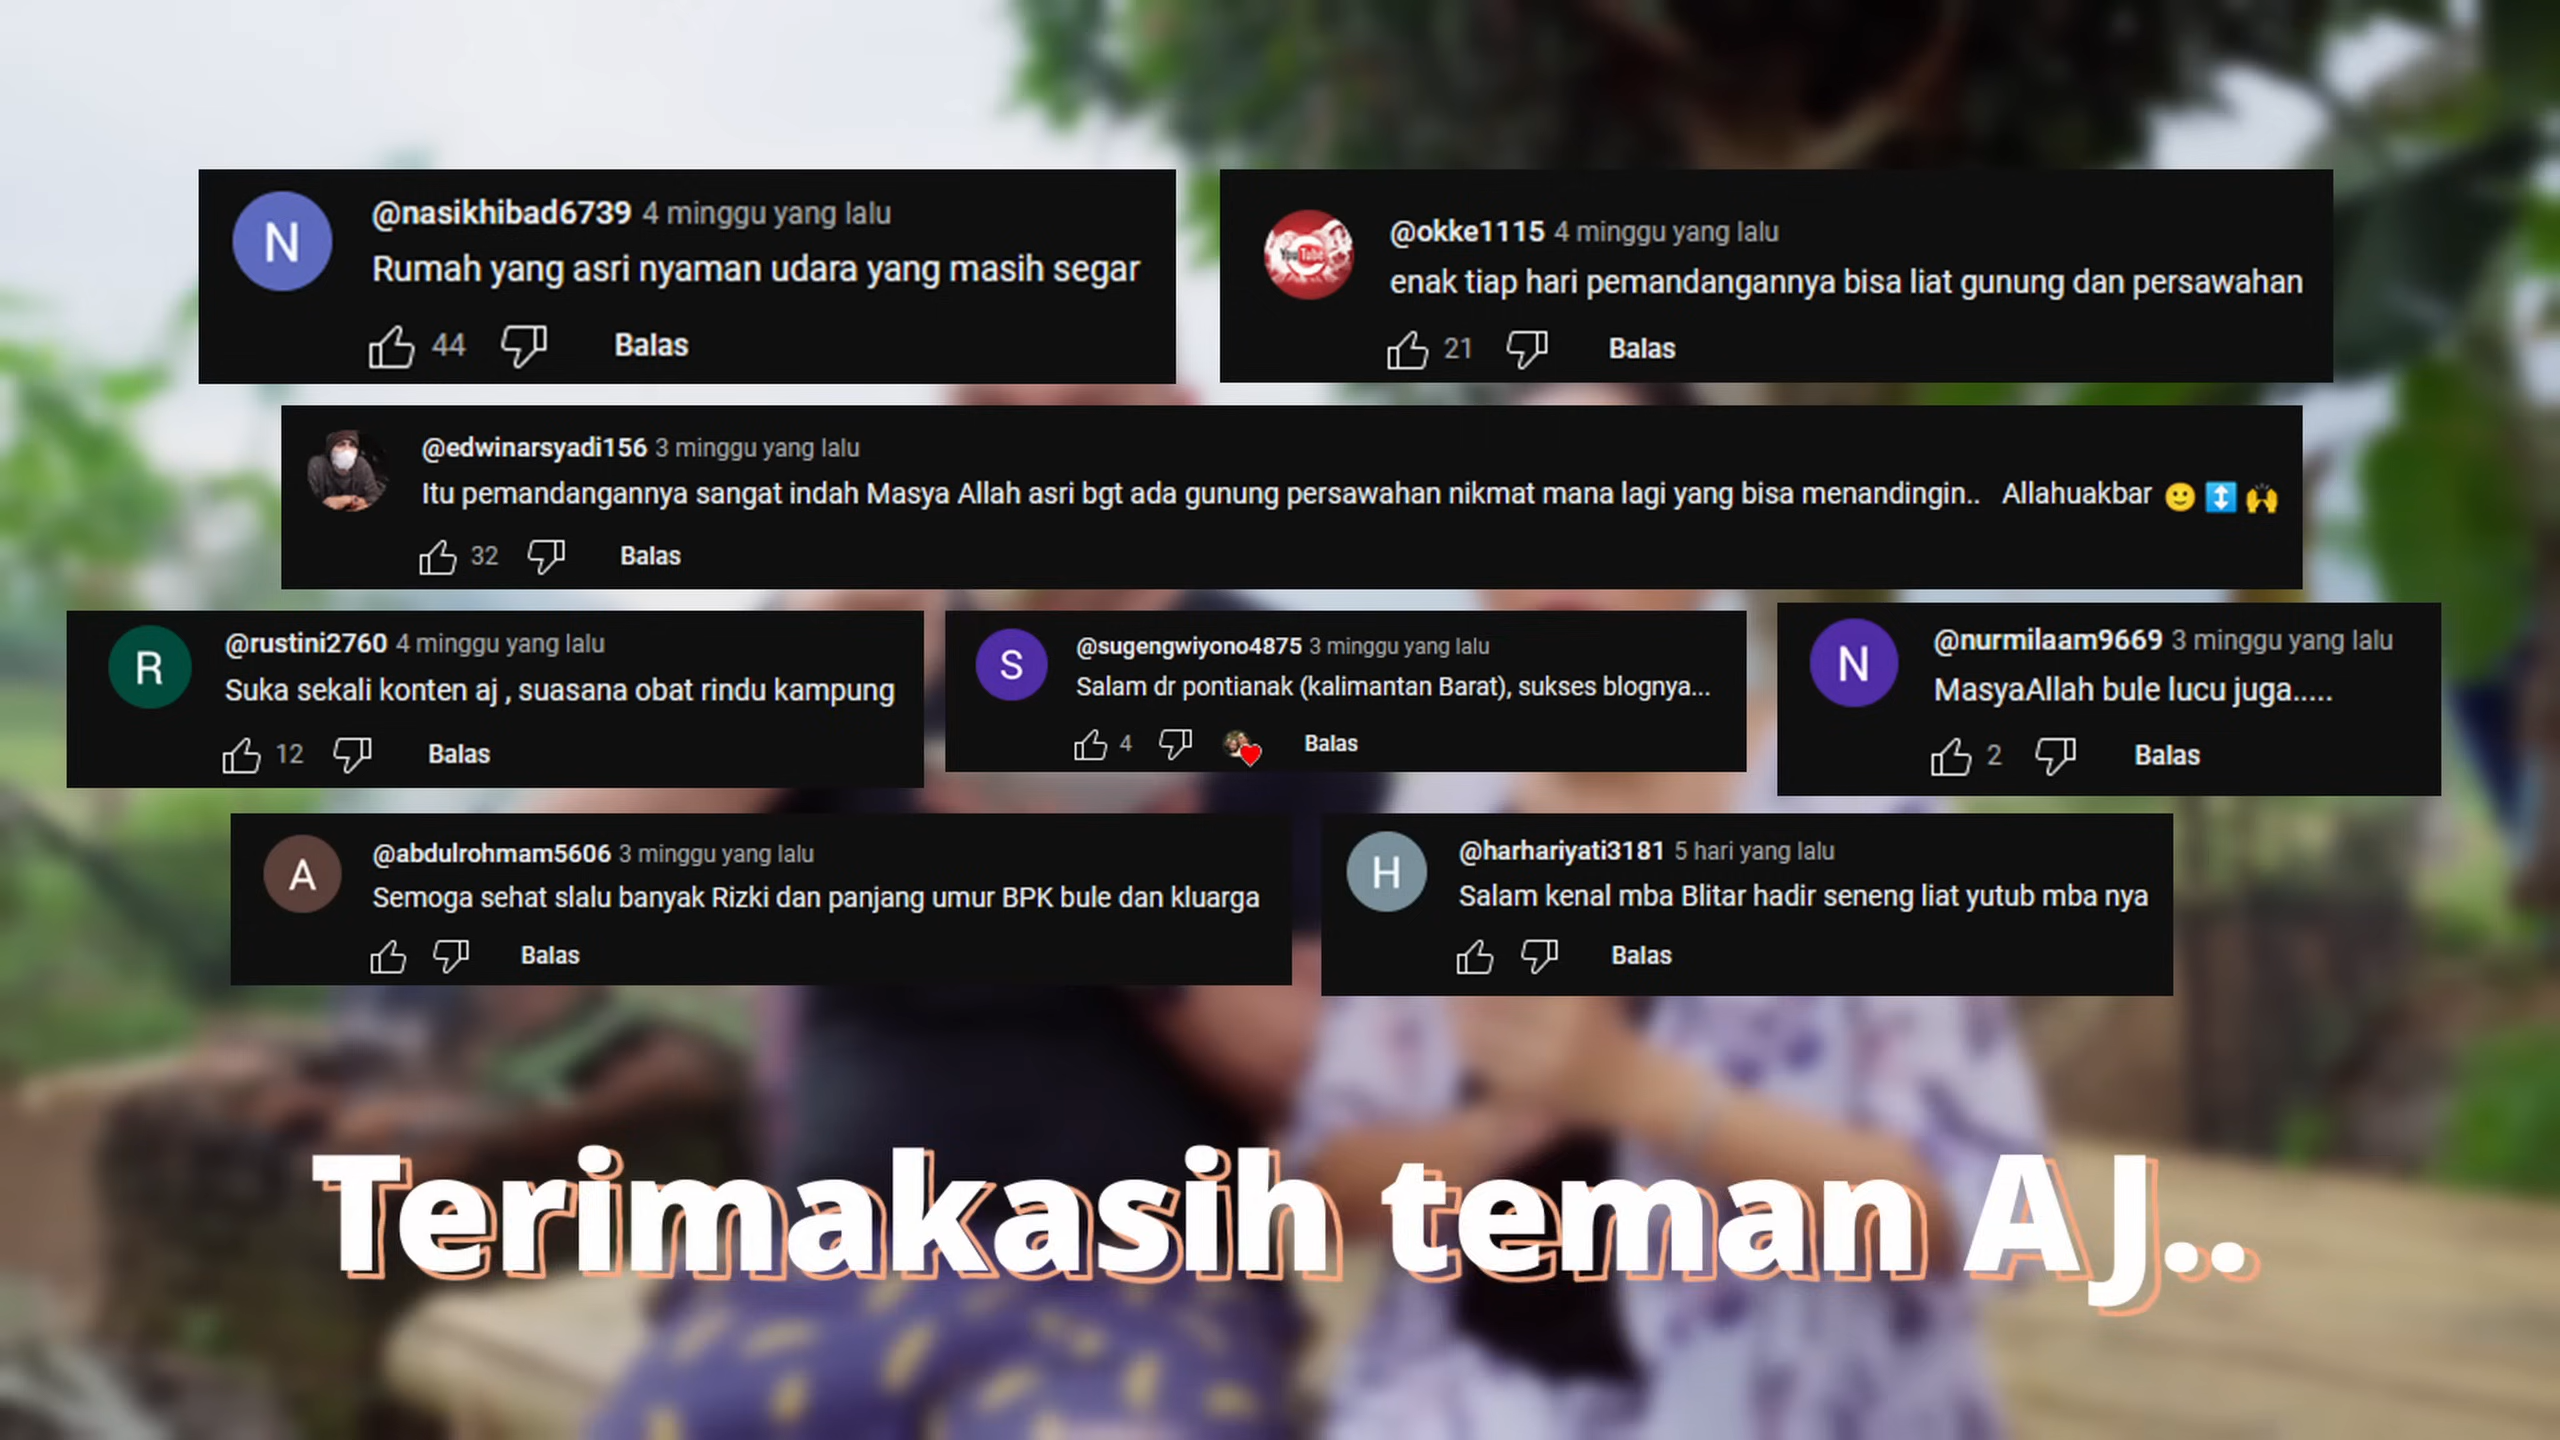 N
@nasikhibad6739 4 minggu yang lalu
Rumah yang asri nyaman udara yang masih segar
44 Balas
YouTube
@okke1115 4 minggu yang lalu
enak tiap hari pemandangannya bisa liat gunung dan persawahan
21 Balas
@edwinarsyadi156 3 minggu yang lalu
Itu pemandangannya sangat indah Masya Allah asri bgt ada gunung persawahan nikmat mana lagi yang bisa menandingin.. Allahuakbar 🙂↕️🙌
32 Balas
R
@rustini2760 4 minggu yang lalu
Suka sekali konten aj , suasana obat rindu kampung
12 Balas
S
@sugengwiyono4875 3 minggu yang lalu
Salam dr pontianak (kalimantan Barat), sukses blognya...
4 Balas
N
@nurmilaam9669 3 minggu yang lalu
MasyaAllah bule lucu juga.....
2 Balas
A
@abdulrohmam5606 3 minggu yang lalu
Semoga sehat slalu banyak Rizki dan panjang umur BPK bule dan kluarga
Balas
H
@harhariyati3181 5 hari yang lalu
Salam kenal mba Blitar hadir seneng liat yutub mba nya
Balas
Terimakasih teman AJ..